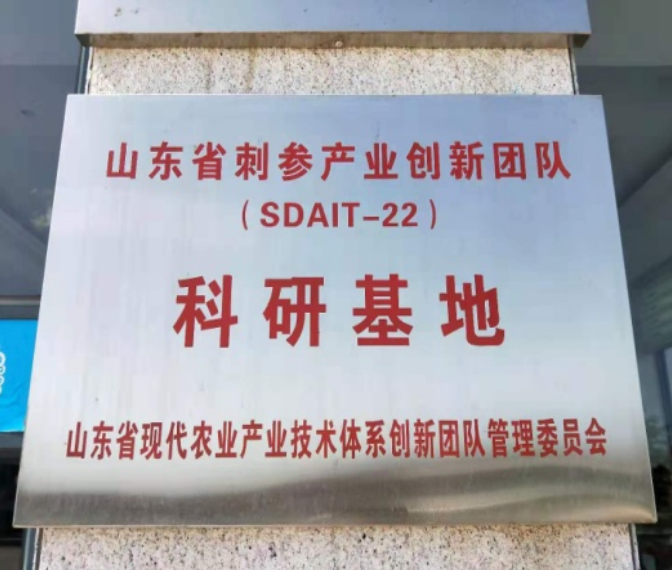 山东省刺参产业创新团队
(SDAIT-22)
科研基地
山东省现代农业产业技术体系创新团队管理委员会